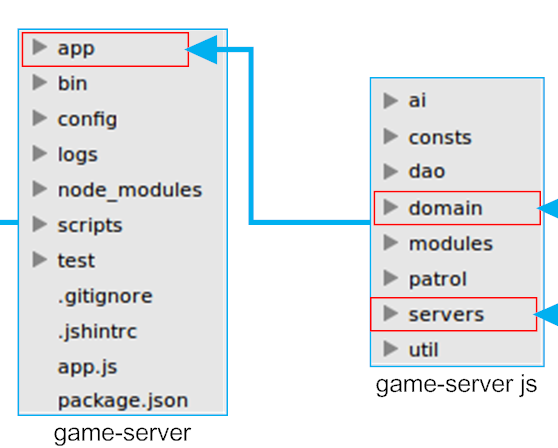 app
bin
config
logs
node_modules
scripts
test
.gitignore
.jshintrc
app.js
package.json
game-server
ai
consts
dao
domain
modules
patrol
servers
util
game-server js